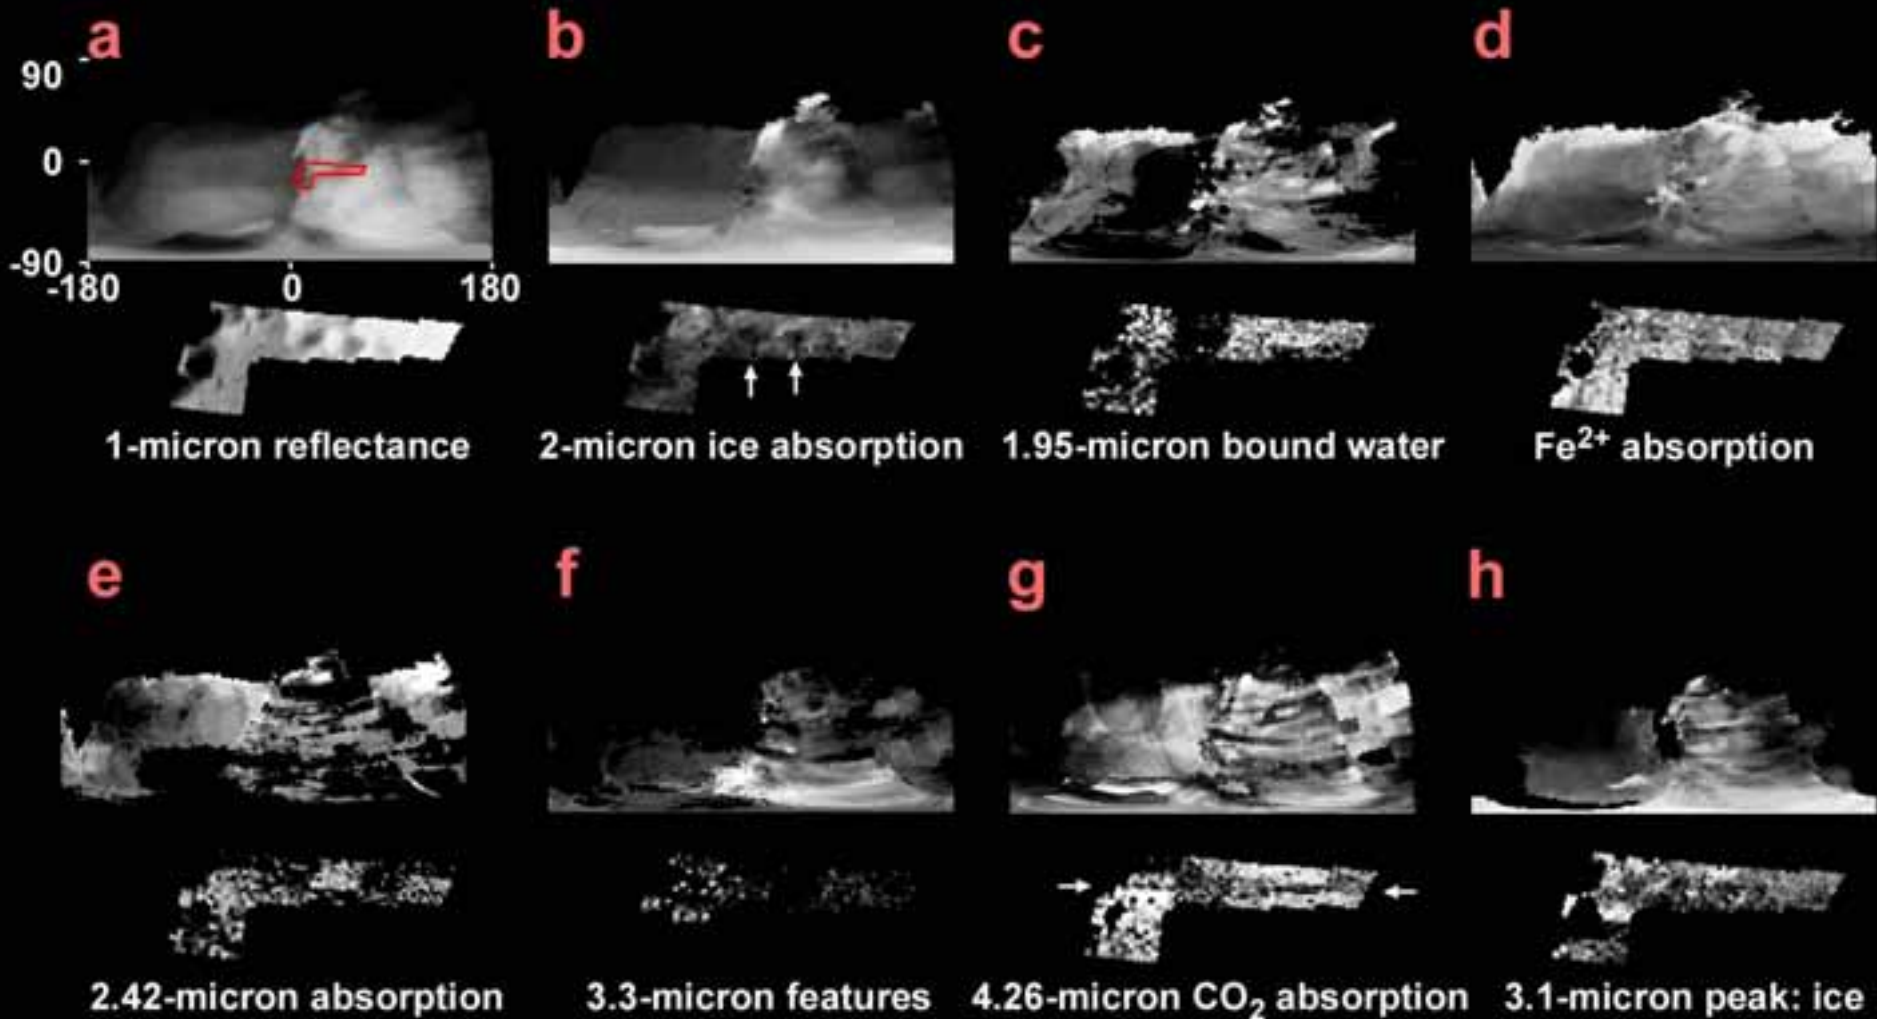 a b c d
90
0
-90
-180 0 180
1-micron reflectance 2-micron ice absorption 1.95-micron bound water Fe²⁺ absorption
e f g h
2.42-micron absorption 3.3-micron features 4.26-micron CO₂ absorption 3.1-micron peak: ice